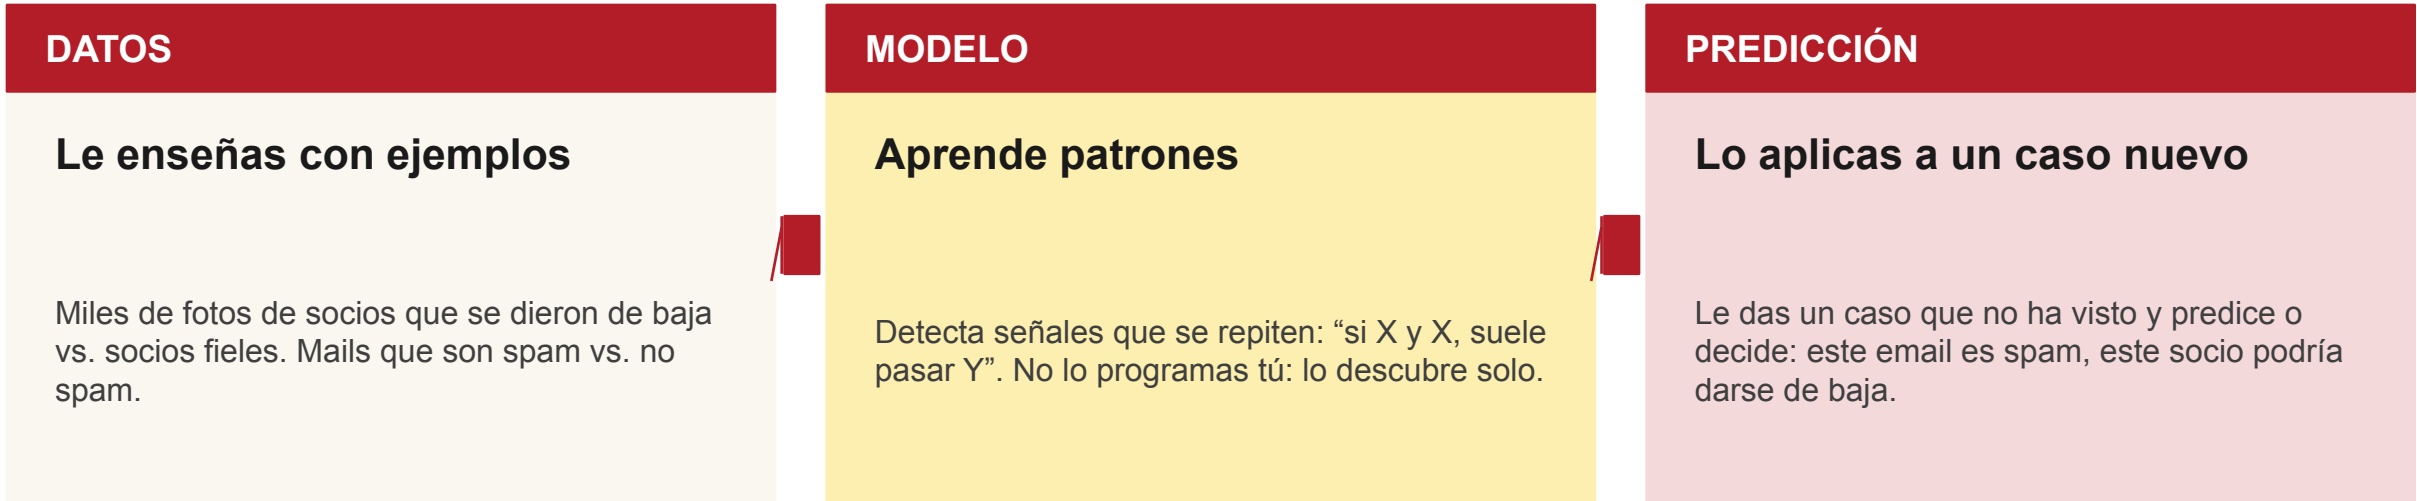 DATOS
Le enseñas con ejemplos
Miles de fotos de socios que se dieron de baja
vs. socios fieles. Mails que son spam vs. no
spam.
MODELO
Aprende patrones
Detecta señales que se repiten: “si X y X, suele
pasar Y”. No lo programas tú: lo descubre solo.
PREDICCIÓN
Lo aplicas a un caso nuevo
Le das un caso que no ha visto y predice o
decide: este email es spam, este socio podría
darse de baja.